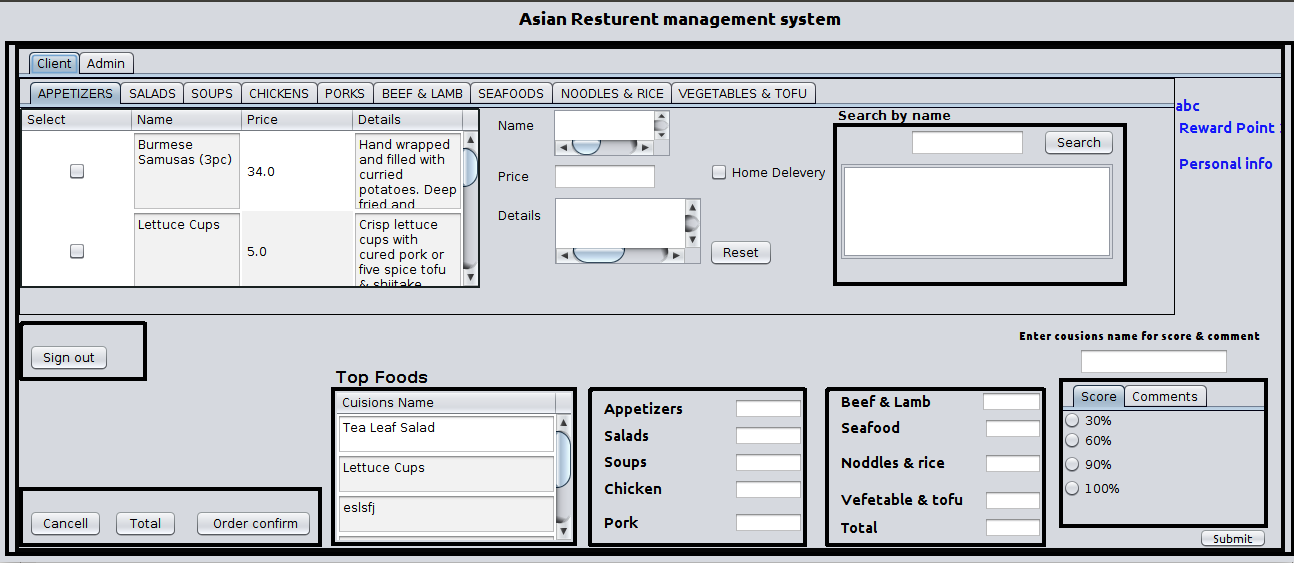 Asian Resturent management system
Client Admin
APPETIZERS SALADS SOUPS CHICKENS PORKS BEEF & LAMB SEAFOODS NOODLES & RICE VEGETABLES & TOFU
Select Name Price Details
Burmese
Samusas (3pc)
34.0
Hand wrapped
and filled with
curried
potatoes. Deep
fried and
Lettuce Cups
5.0
Crisp lettuce
cups with
cured pork or
five spice tofu
& shiitake
Name
Price
Details
Home Delevery
Reset
Search by name
Search
abc
Reward Point
Personal info
Sign out
Enter cousions name for score & comment
Top Foods
Cuisions Name
Tea Leaf Salad
Lettuce Cups
eslsfj
Appetizers
Salads
Soups
Chicken
Pork
Beef & Lamb
Seafood
Noddles & rice
Vefetable & tofu
Total
Score Comments
30%
60%
90%
100%
Cancell Total Order confirm
Submit